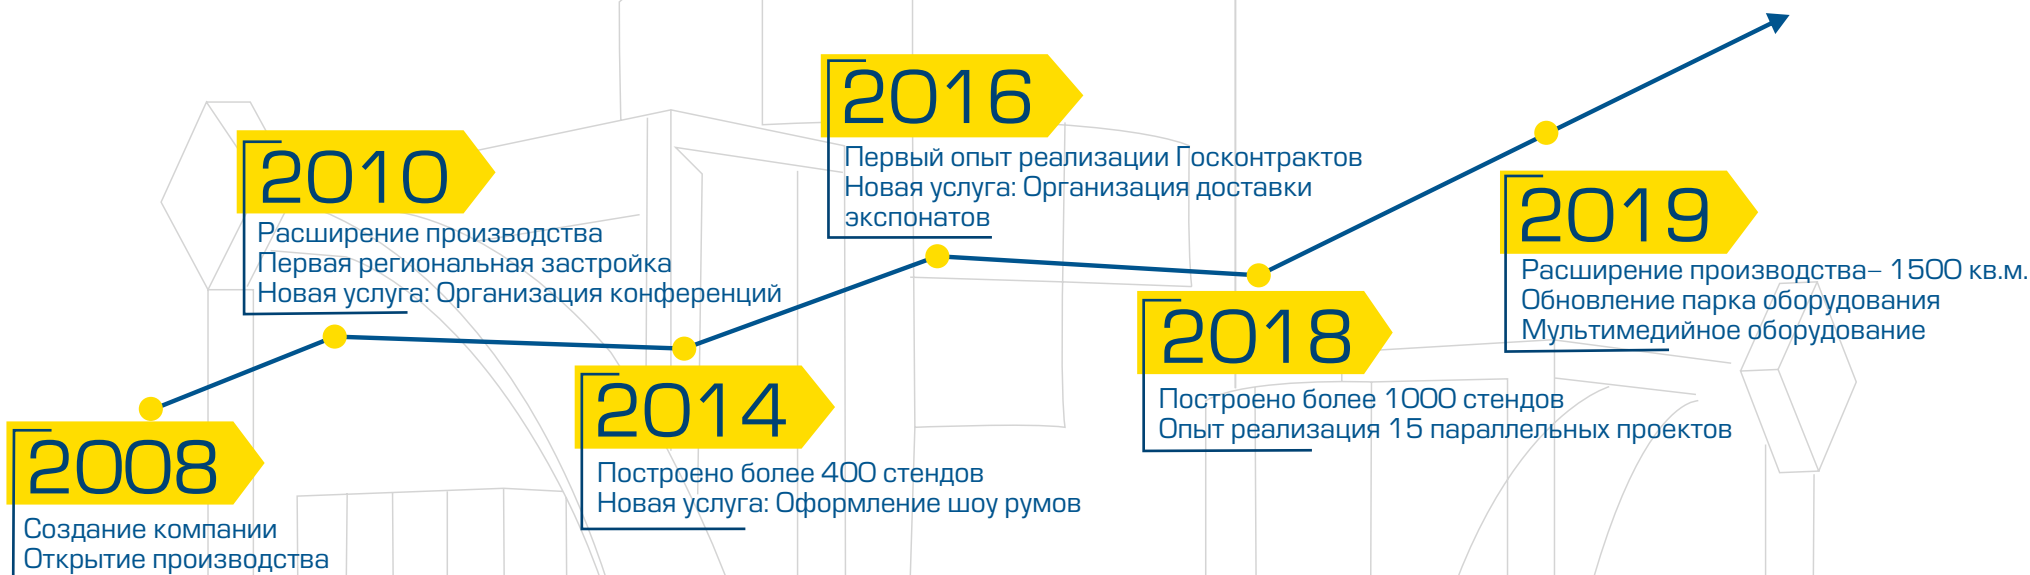 2008
Создание компании
Открытие производства
2010
Расширение производства
Первая региональная застройка
Новая услуга: Организация конференций
2014
Построено более 400 стендов
Новая услуга: Оформление шоу румов
2016
Первый опыт реализации Госконтрактов
Новая услуга: Организация доставки
экспонатов
2018
Построено более 1000 стендов
Опыт реализация 15 параллельных проектов
2019
Расширение производства– 1500 кв.м.
Обновление парка оборудования
Мультимедийное оборудование